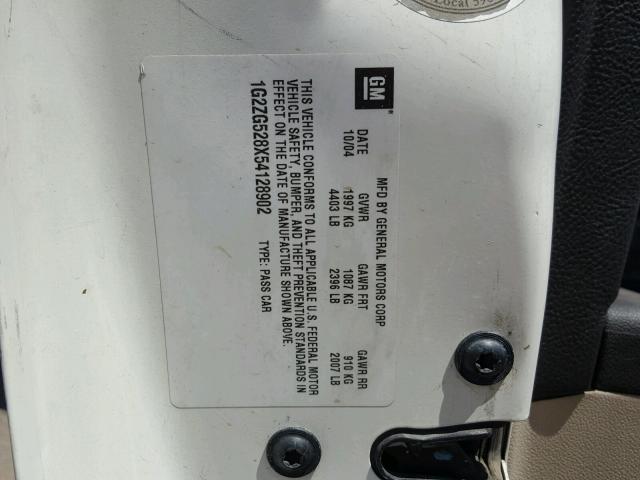 Local 595
GM
MFD BY GENERAL MOTORS CORP
DATE GVWR GAWR FRT GAWR RR
10/04 1997 KG 1087 KG 910 KG
4403 LB 2396 LB 2007 LB
THIS VEHICLE CONFORMS TO ALL APPLICABLE U.S. FEDERAL MOTOR
VEHICLE SAFETY, BUMPER, AND THEFT PREVENTION STANDARDS IN
EFFECT ON THE DATE OF MANUFACTURE SHOWN ABOVE.
1G2ZG528X54128902 TYPE: PASS CAR